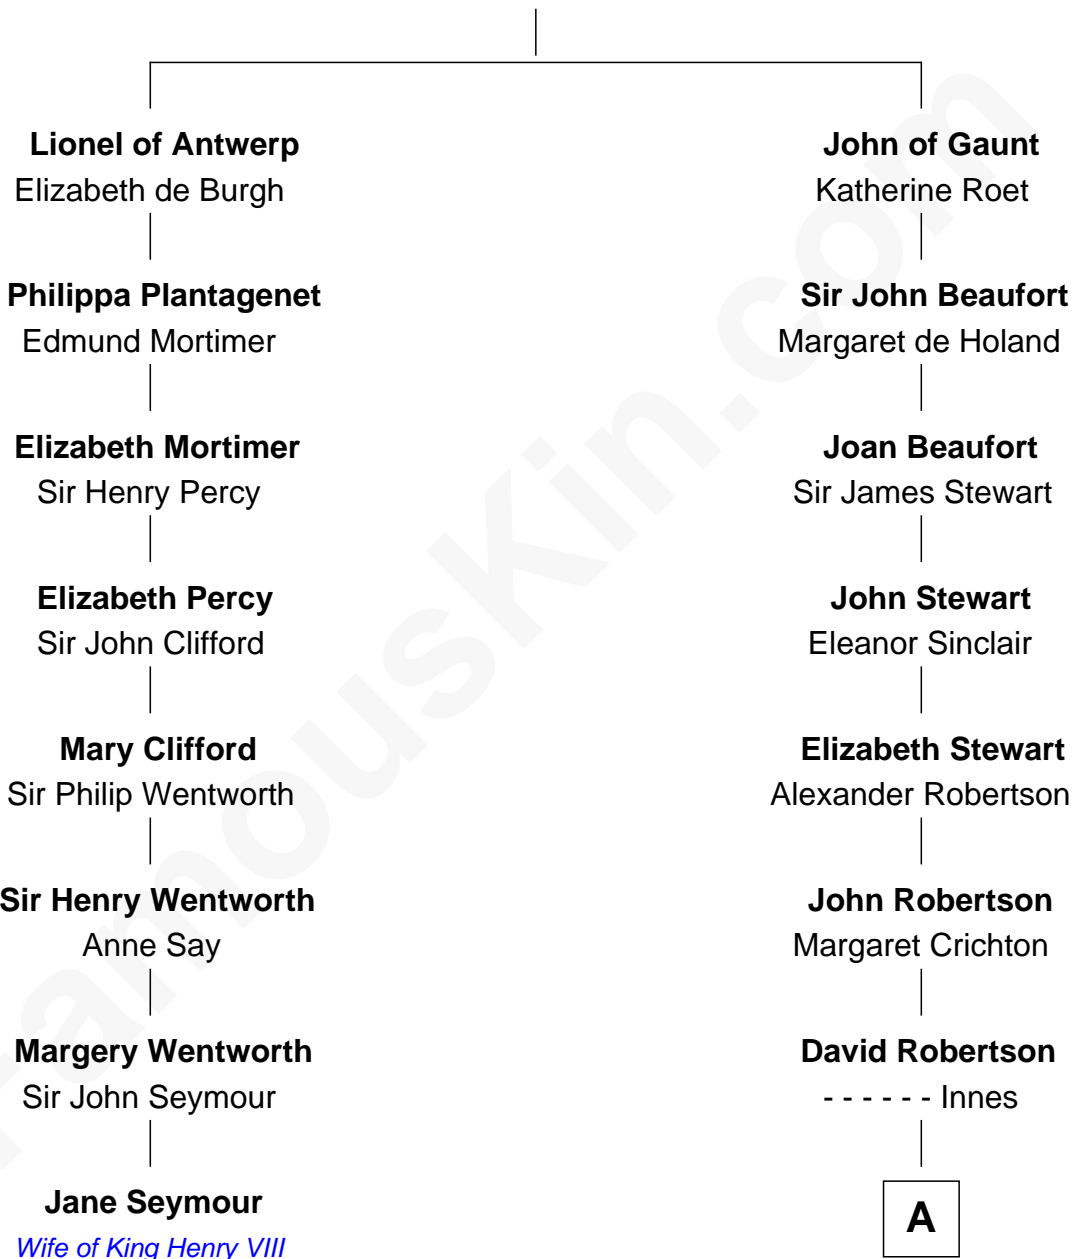 Lionel of Antwerp
Elizabeth de Burgh
Philippa Plantagenet
Edmund Mortimer
Elizabeth Mortimer
Sir Henry Percy
Elizabeth Percy
Sir John Clifford
Mary Clifford
Sir Philip Wentworth
Sir Henry Wentworth
Anne Say
Margery Wentworth
Sir John Seymour
Jane Seymour
Wife of King Henry VIII
John of Gaunt
Katherine Roet
Sir John Beaufort
Margaret de Holand
Joan Beaufort
Sir James Stewart
John Stewart
Eleanor Sinclair
Elizabeth Stewart
Alexander Robertson
John Robertson
Margaret Crichton
David Robertson
- - - - - - Innes
A
FamousKin.com